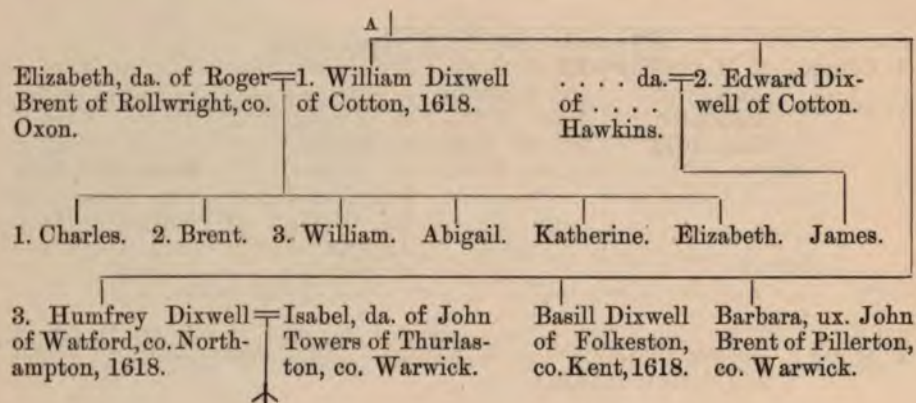 A
Elizabeth, da. of Roger
Brent of Rollwright, co.
Oxon.
1. William Dixwell
of Cotton, 1618.
. . . . da.
of . . . .
Hawkins.
2. Edward Dix-
well of Cotton.
1. Charles. 2. Brent. 3. William. Abigail. Katherine. Elizabeth. James.
3. Humfrey Dixwell
of Watford, co. North-
ampton, 1618.
Isabel, da. of John
Towers of Thurlas-
ton, co. Warwick.
Basill Dixwell
of Folkeston,
co. Kent, 1618.
Barbara, ux. John
Brent of Pillerton,
co. Warwick.